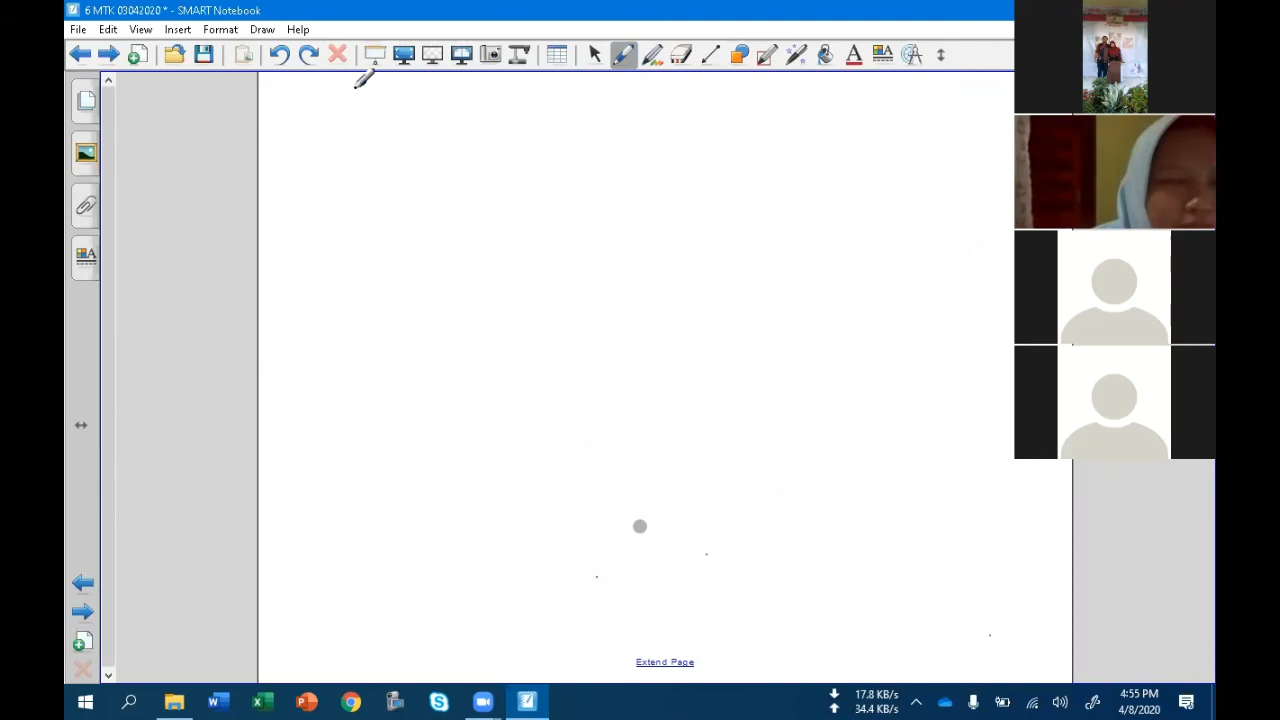 6 MTK 03042020 * - SMART Notebook
File Edit View Insert Format Draw Help
Extend Page
17.8 KB/s
34.4 KB/s
4:55 PM
4/8/2020